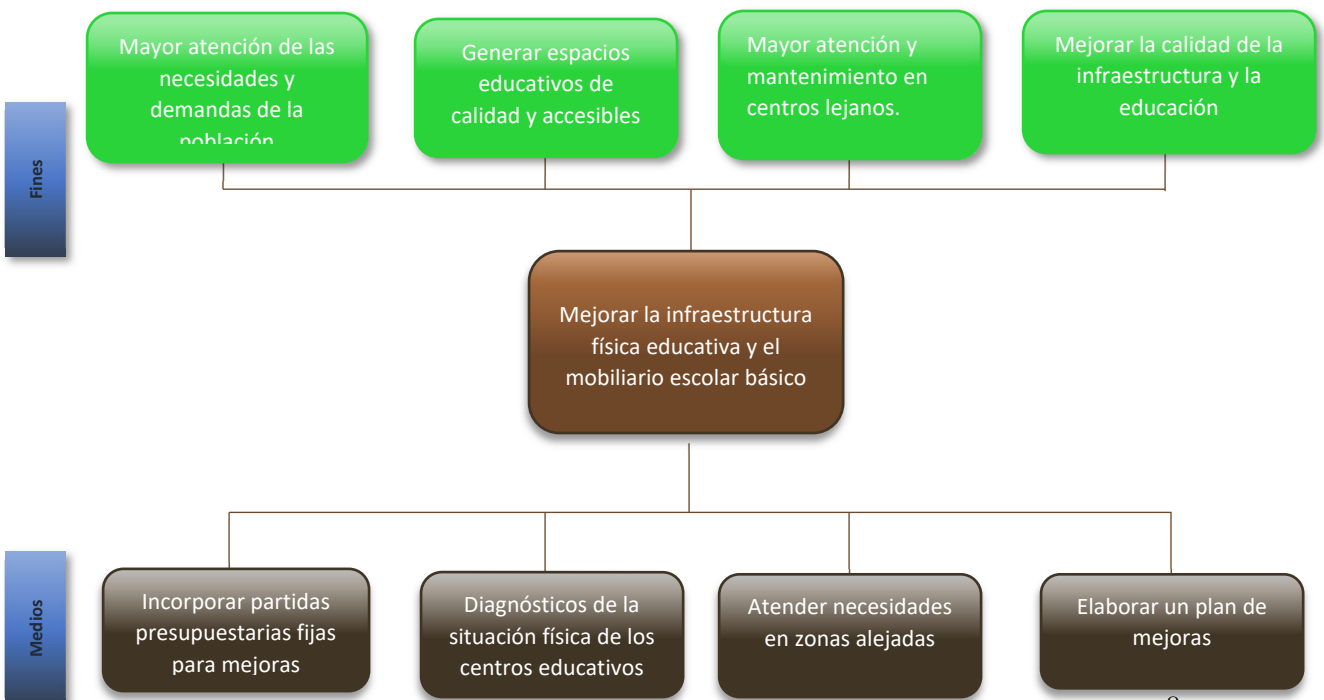 Fines
Mayor atención de las
necesidades y
demandas de la
población
Generar espacios
educativos de
calidad y accesibles
Mayor atención y
mantenimiento en
centros lejanos.
Mejorar la calidad de la
infraestructura y la
educación
Mejorar la infraestructura
física educativa y el
mobiliario escolar básico
Medios
Incorporar partidas
presupuestarias fijas
para mejoras
Diagnósticos de la
situación física de los
centros educativos
Atender necesidades
en zonas alejadas
Elaborar un plan de
mejoras